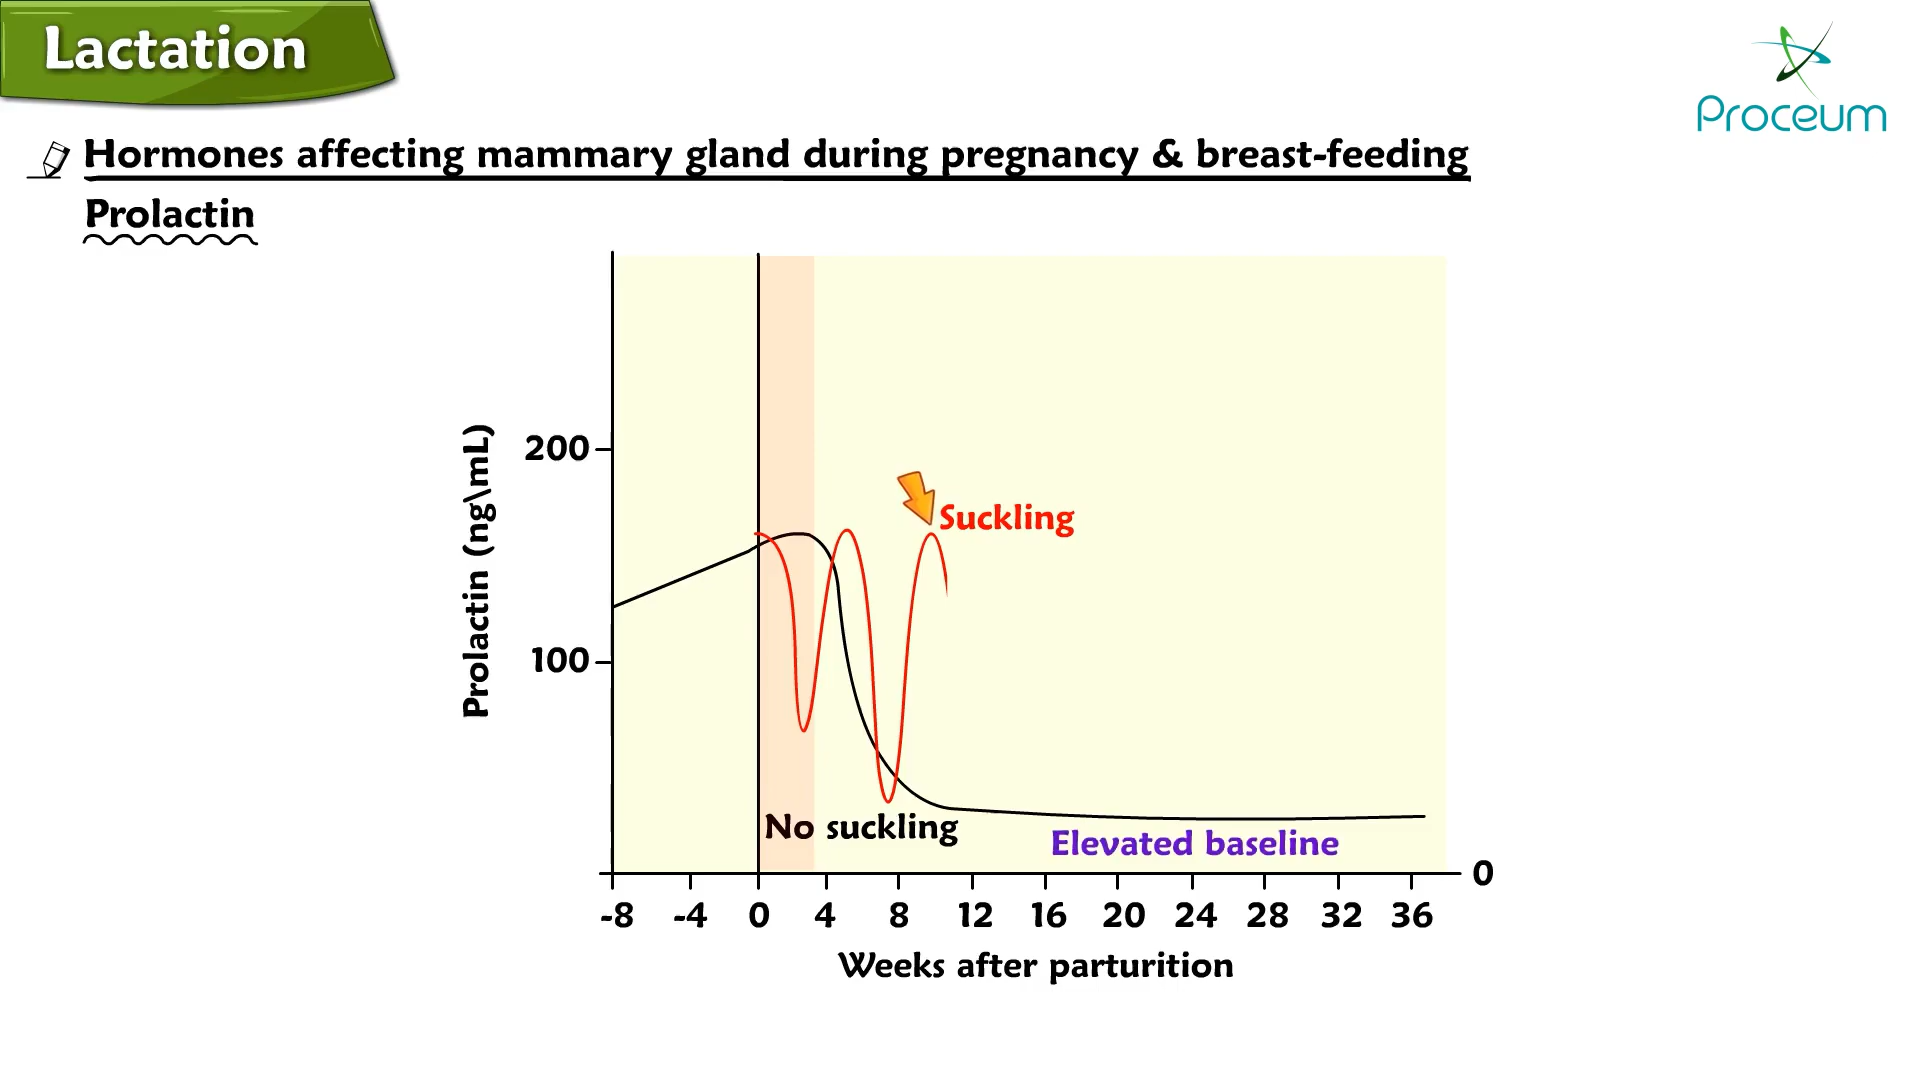 Lactation
Proceum
Hormones affecting mammary gland during pregnancy & breast-feeding
Prolactin
Prolactin (ng\mL)
200
100
Suckling
No suckling
Elevated baseline
0
-8 -4 0 4 8 12 16 20 24 28 32 36
Weeks after parturition